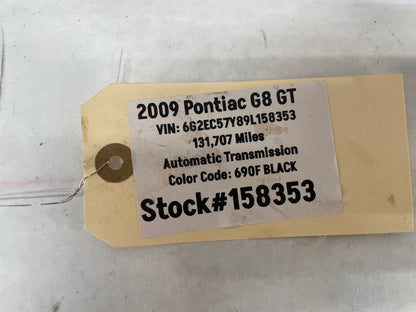 2009 Pontiac G8 GT
VIN: 6G2EC57Y89L158353
131,707 Miles
Automatic Transmission
Color Code: 690F BLACK
Stock#158353